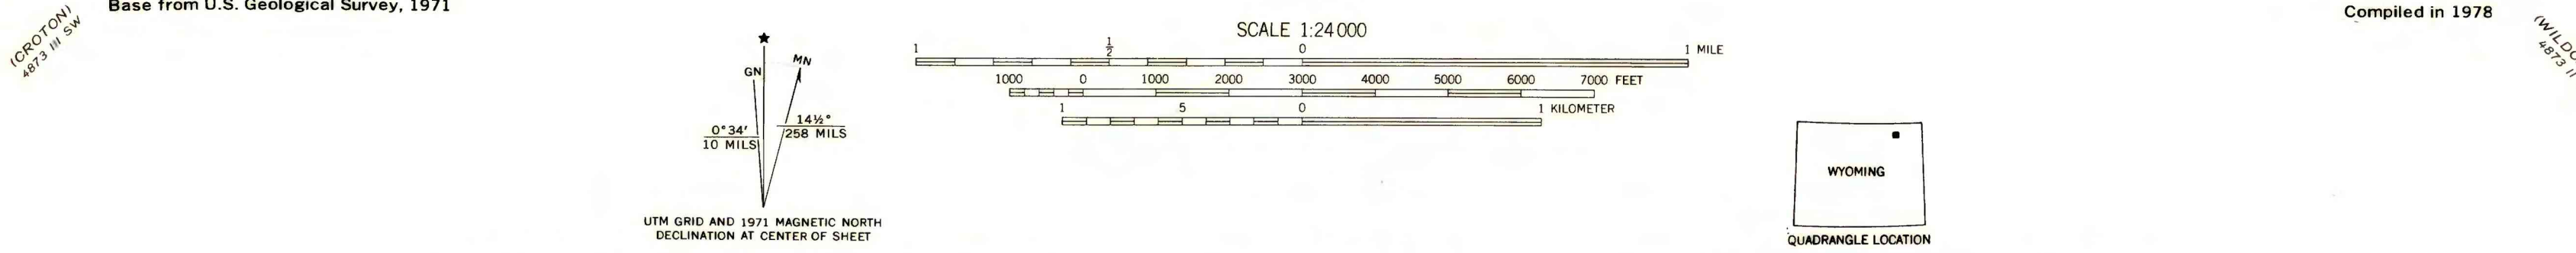 (CROTON)
4873 III SW
Base from U.S. Geological Survey, 1971
Compiled in 1978
4873 II
★
GN
MN
0°34'
10 MILS
14½°
258 MILS
UTM GRID AND 1971 MAGNETIC NORTH
DECLINATION AT CENTER OF SHEET
SCALE 1:24 000
1 1/2 0 1 MILE
1000 0 1000 2000 3000 4000 5000 6000 7000 FEET
1 5 0 1 KILOMETER
WYOMING
QUADRANGLE LOCATION